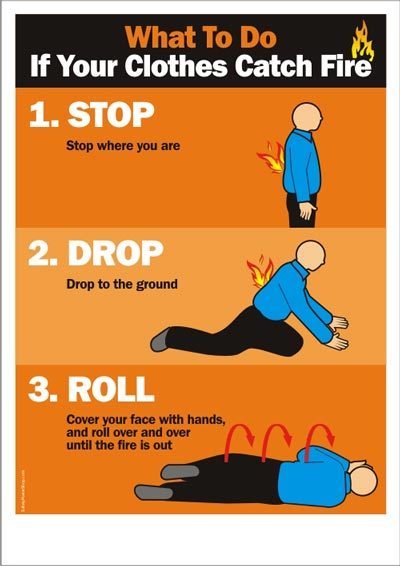 What To Do
If Your Clothes Catch Fire
1. STOP
Stop where you are
2. DROP
Drop to the ground
3. ROLL
Cover your face with hands,
and roll over and over
until the fire is out